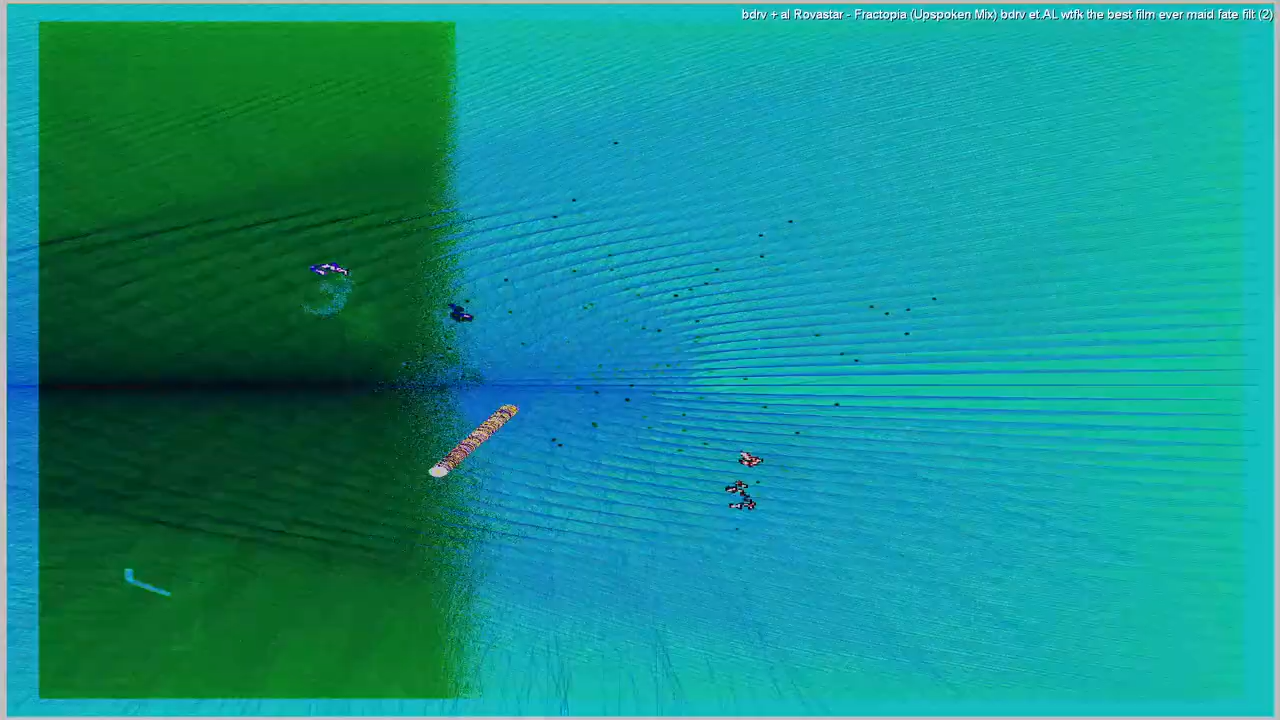 bdrv + al Rovastar - Fractopia (Upspoken Mix) bdrv et AL wtfk the best film ever maid fate filt (2)